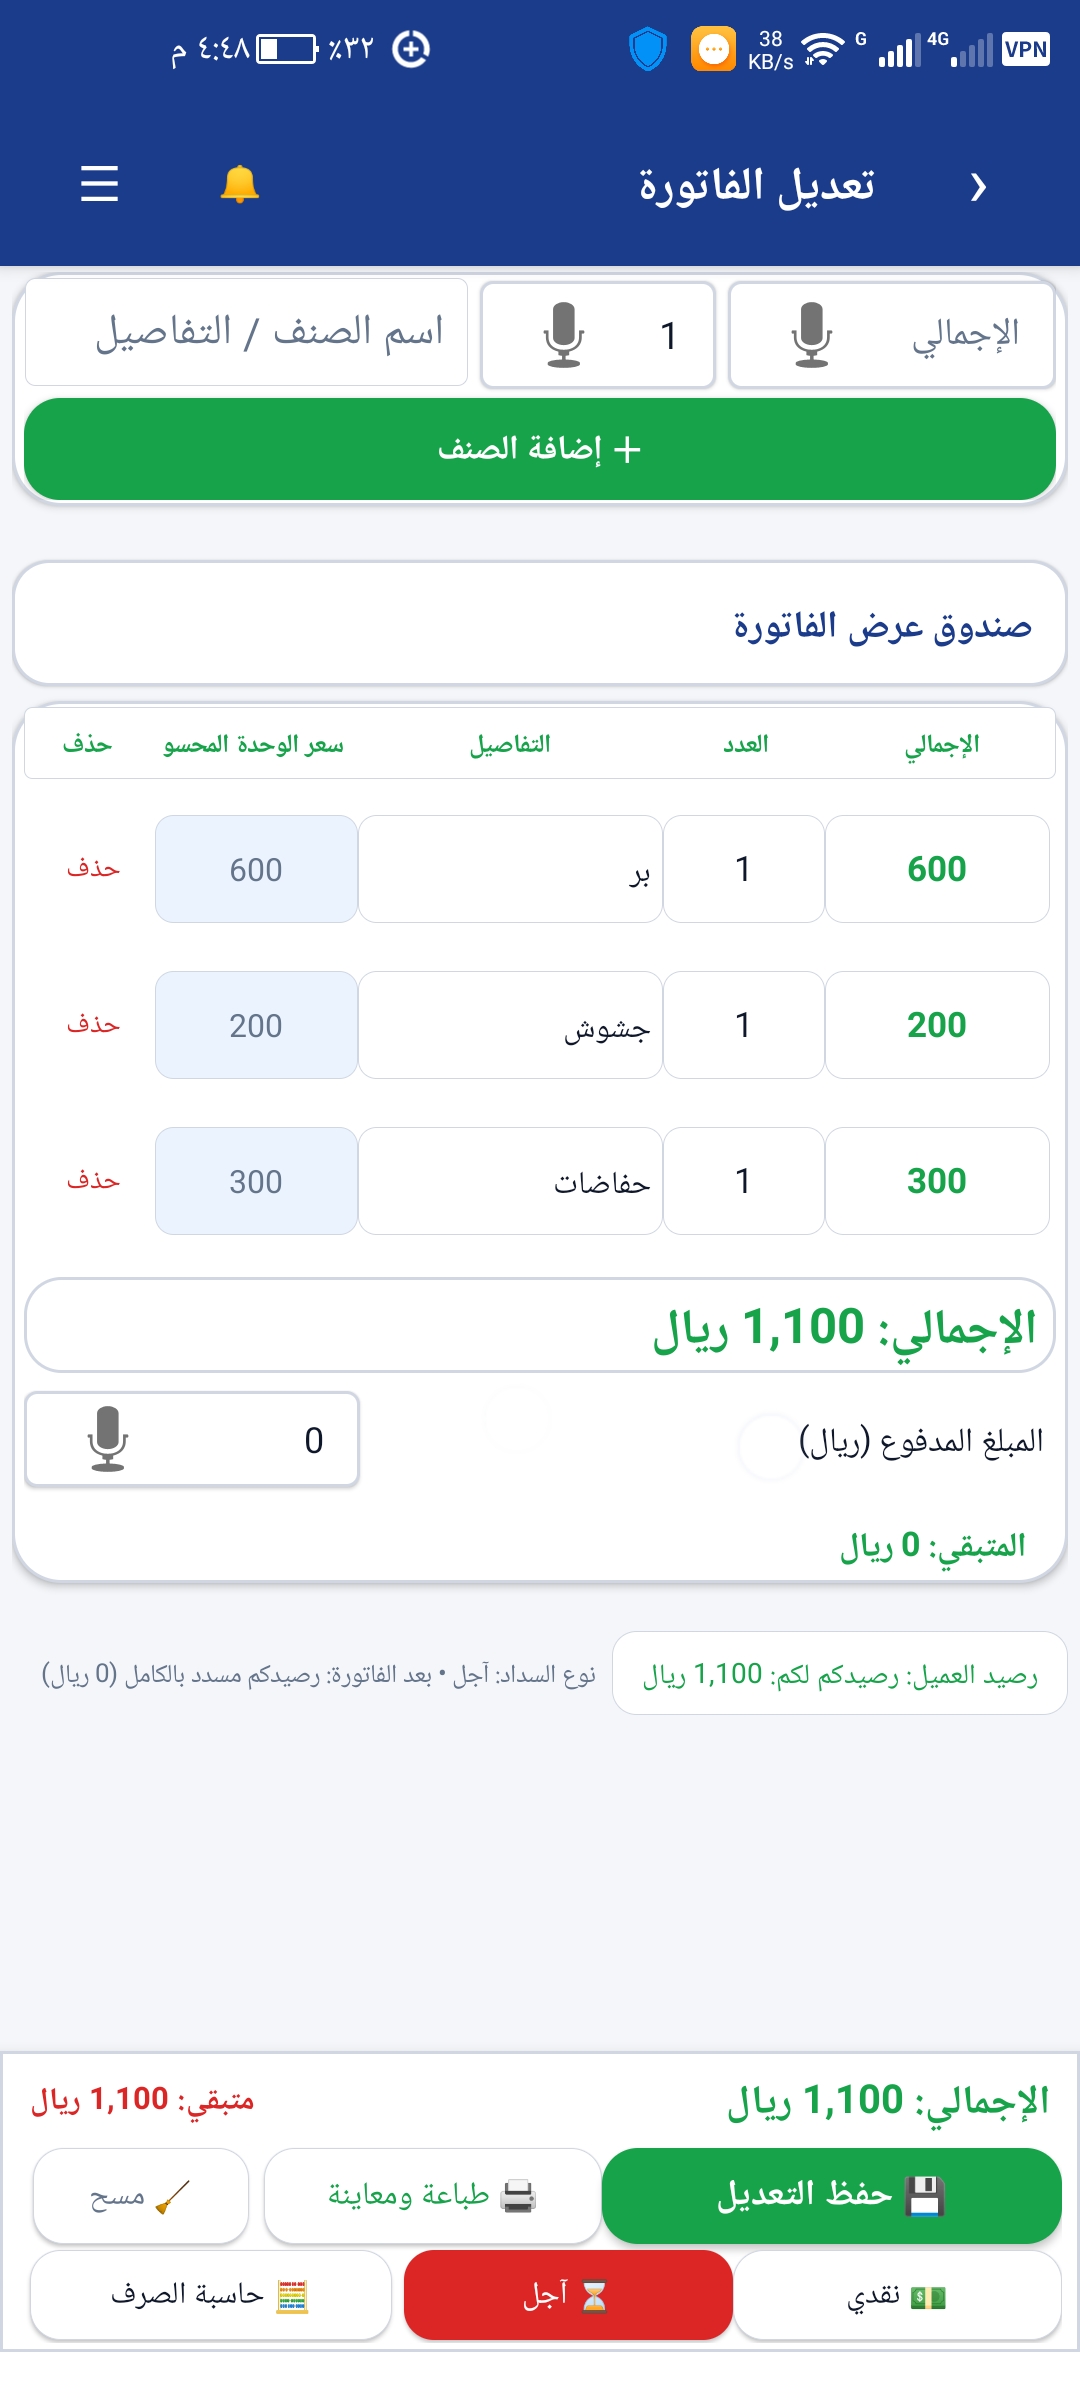 ٤:٤٨ م ٪٣٢ 38 KB/s G 4G VPN
تعديل الفاتورة
الإجمالي 1 اسم الصنف / التفاصيل
+ إضافة الصنف
صندوق عرض الفاتورة
الإجمالي العدد التفاصيل سعر الوحدة المحسو حذف
600 1 بر 600 حذف
200 1 جشوش 200 حذف
300 1 حفاضات 300 حذف
الإجمالي: 1,100 ريال
المبلغ المدفوع (ريال) 0
المتبقي: 0 ريال
رصيد العميل: رصيدكم لكم: 1,100 ريال نوع السداد: آجل • بعد الفاتورة: رصيدكم مسدد بالكامل (0 ريال)
الإجمالي: 1,100 ريال متبقي: 1,100 ريال
حفظ التعديل طباعة ومعاينة مسح
نقدي آجل حاسبة الصرف